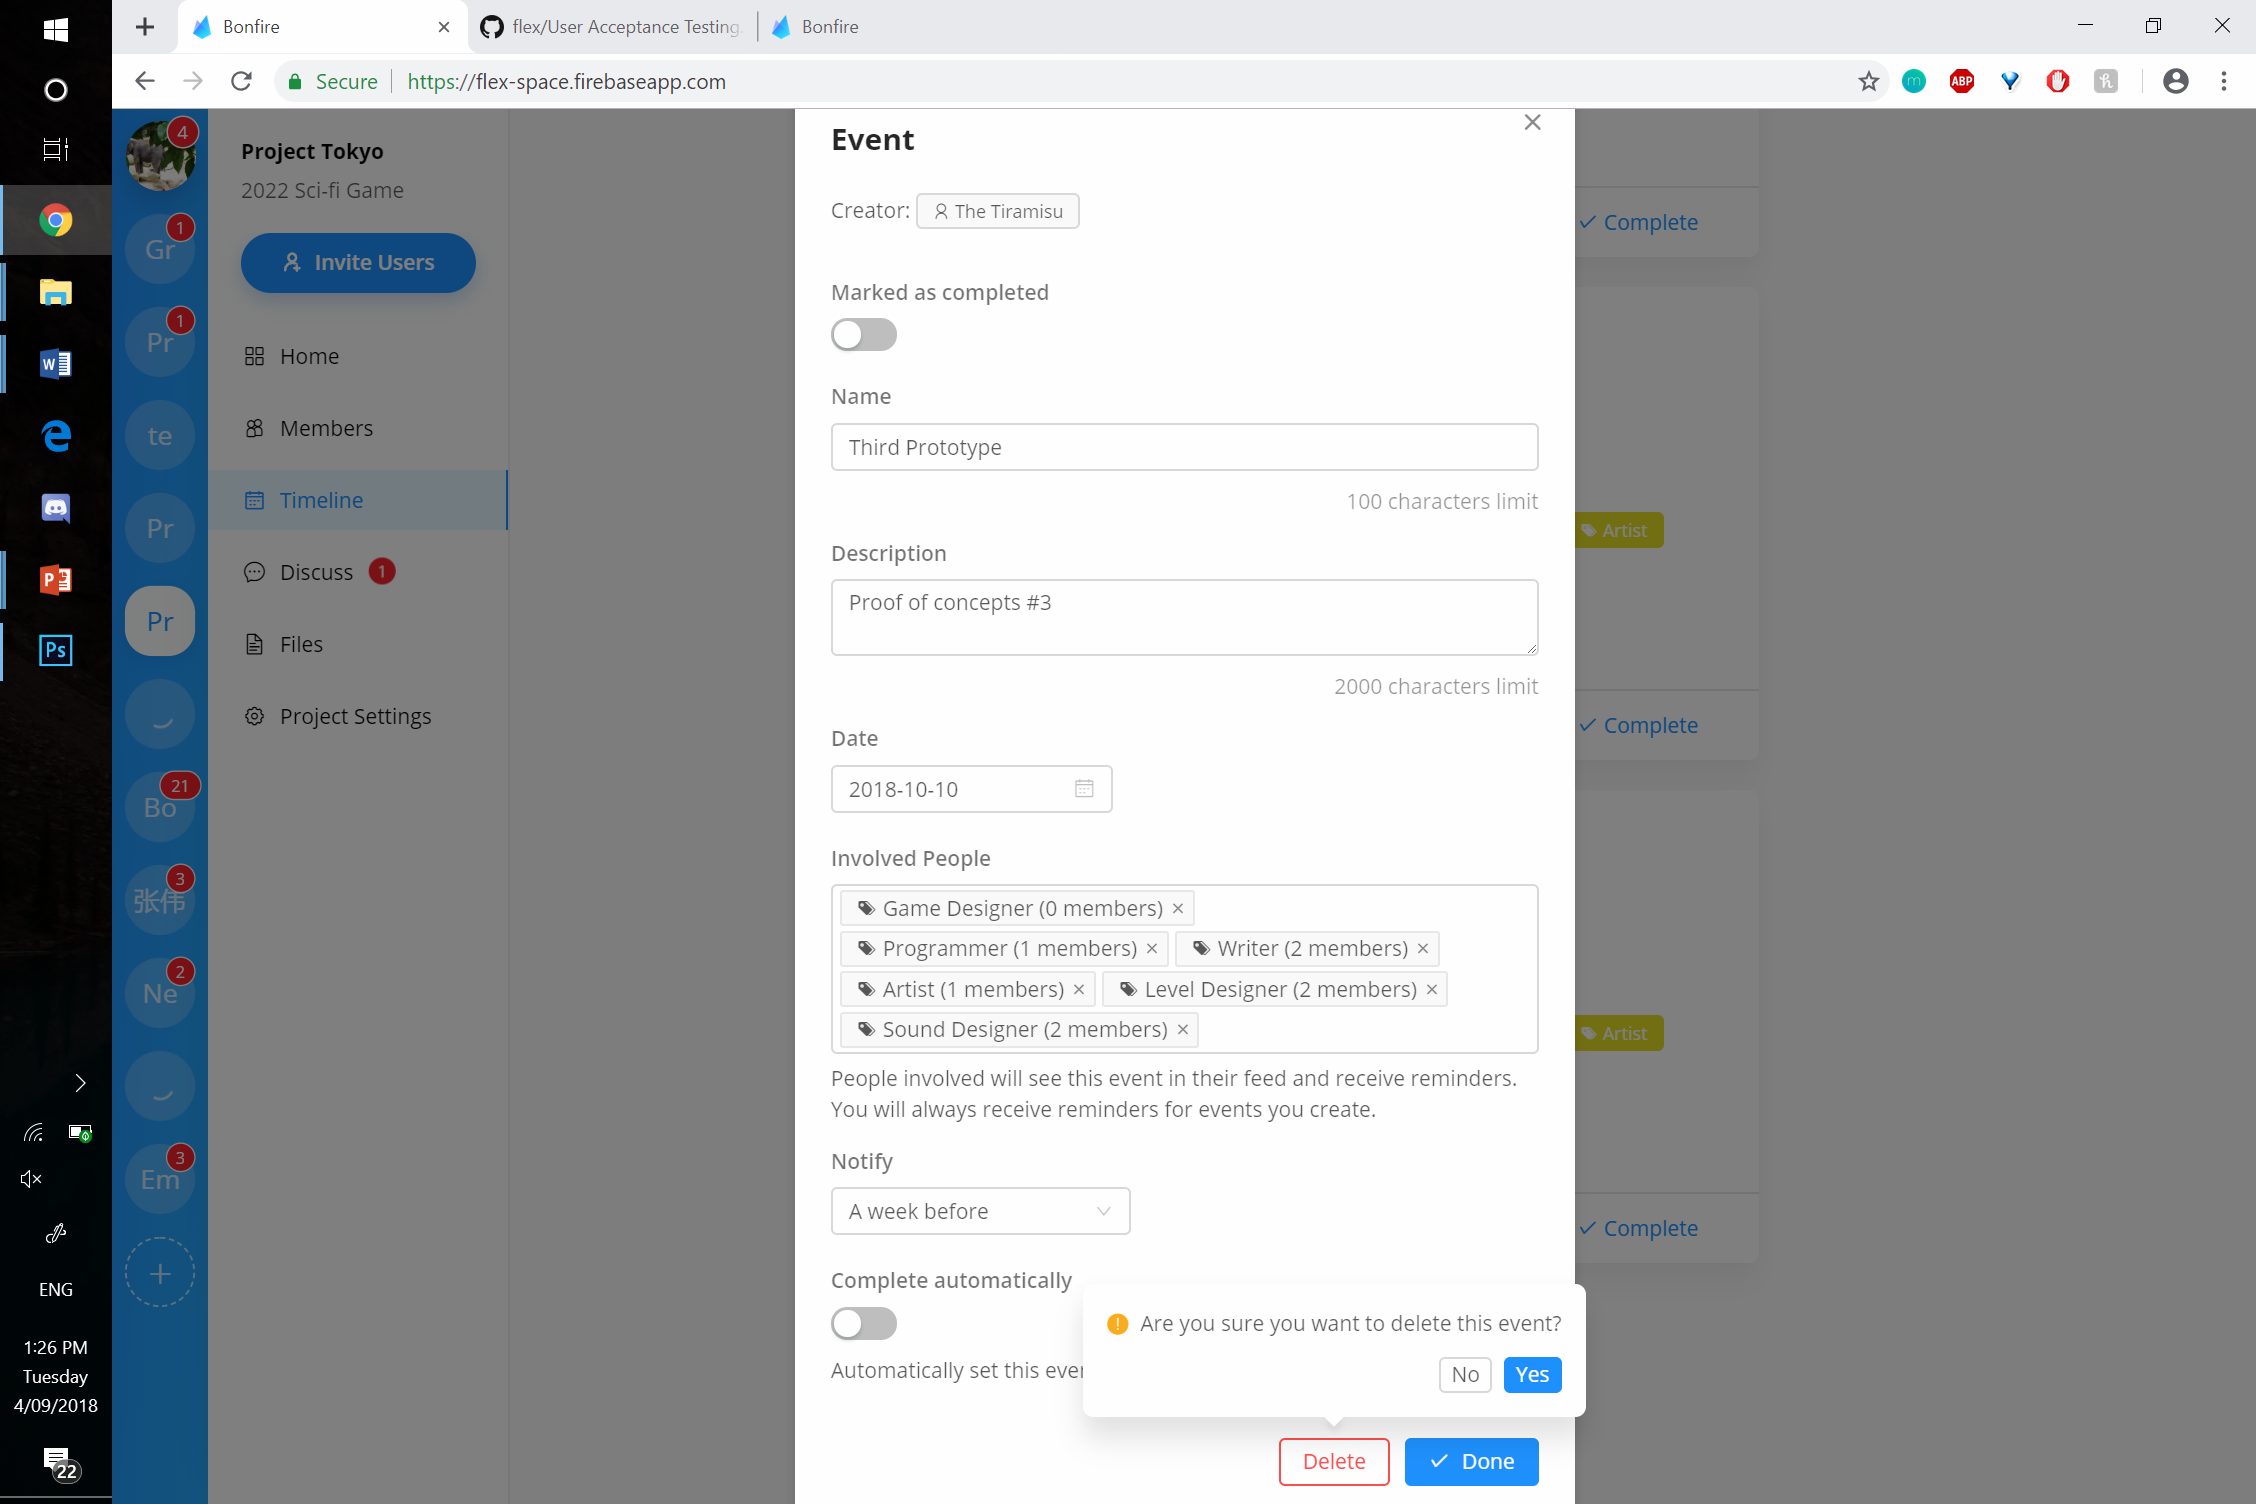 Bonfire
flex/User Acceptance Testing
Bonfire
Secure
https://flex-space.firebaseapp.com
m
ABP
h
4
Gr
1
Pr
1
te
Pr
Pr
Bo
21
张伟
3
Ne
2
Em
3
Project Tokyo
2022 Sci-fi Game
Invite Users
Home
Members
Timeline
Discuss 1
Files
Project Settings
Event
Creator: The Tiramisu
Marked as completed
Name
Third Prototype
100 characters limit
Description
Proof of concepts #3
2000 characters limit
Date
2018-10-10
Involved People
Game Designer (0 members)
Programmer (1 members) Writer (2 members)
Artist (1 members) Level Designer (2 members)
Sound Designer (2 members)
People involved will see this event in their feed and receive reminders.
You will always receive reminders for events you create.
Notify
A week before
Complete automatically
Automatically set this
Are you sure you want to delete this event?
No Yes
Delete Done
Complete
Artist
Complete
Artist
Complete
W
P
Ps
ENG
1:26 PM
Tuesday
4/09/2018
22